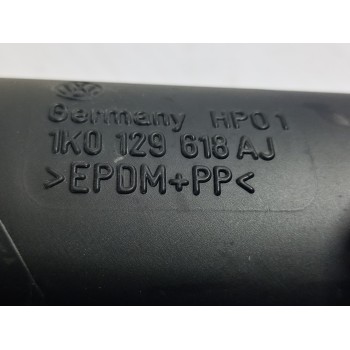 Germany HP01
1K0 129 618 AJ
>EPDM+PP<